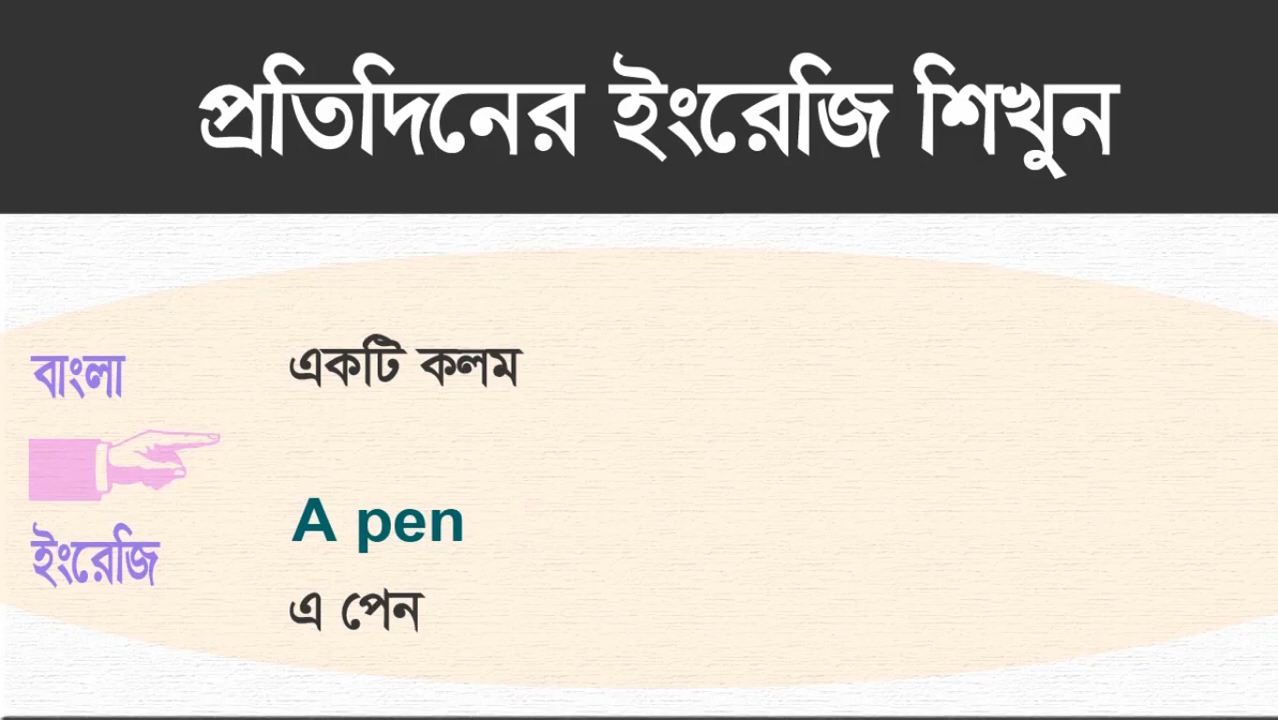 প্রতিদিনের ইংরেজি শিখুন
বাংলা
একটি কলম
ইংরেজি
A pen
এ পেন